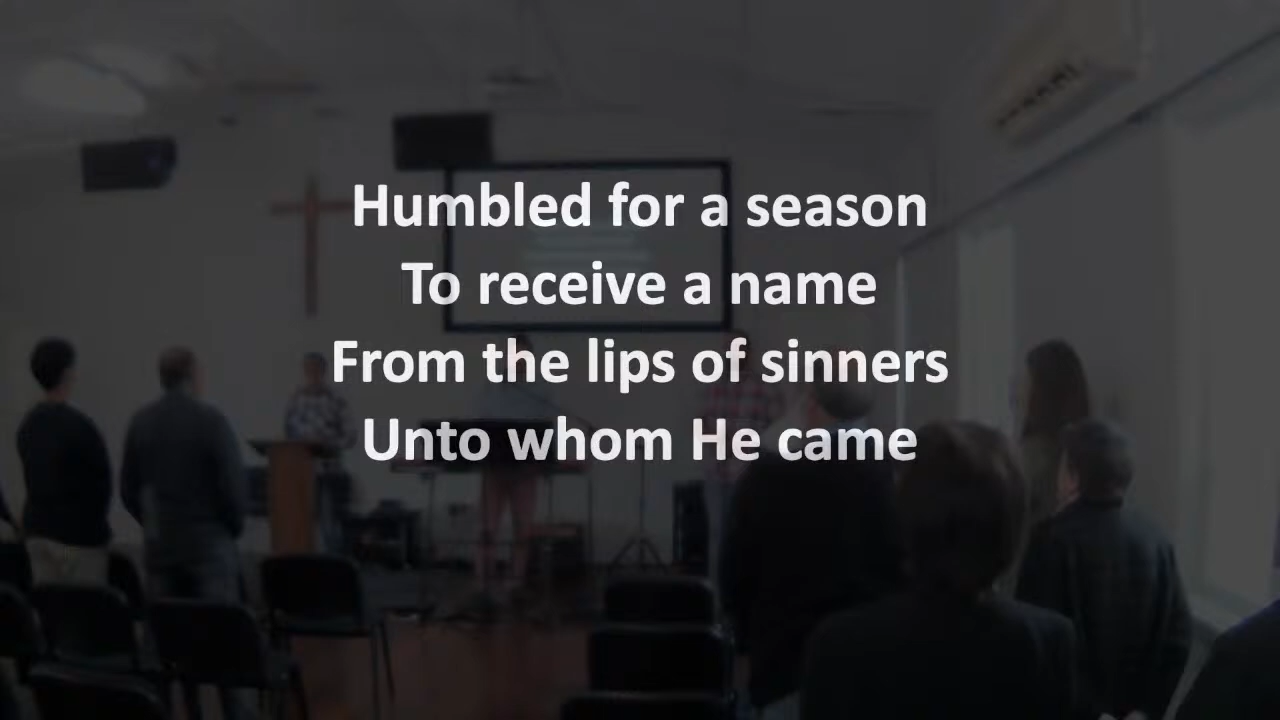 Humbled for a season
To receive a name
From the lips of sinners
Unto whom He came